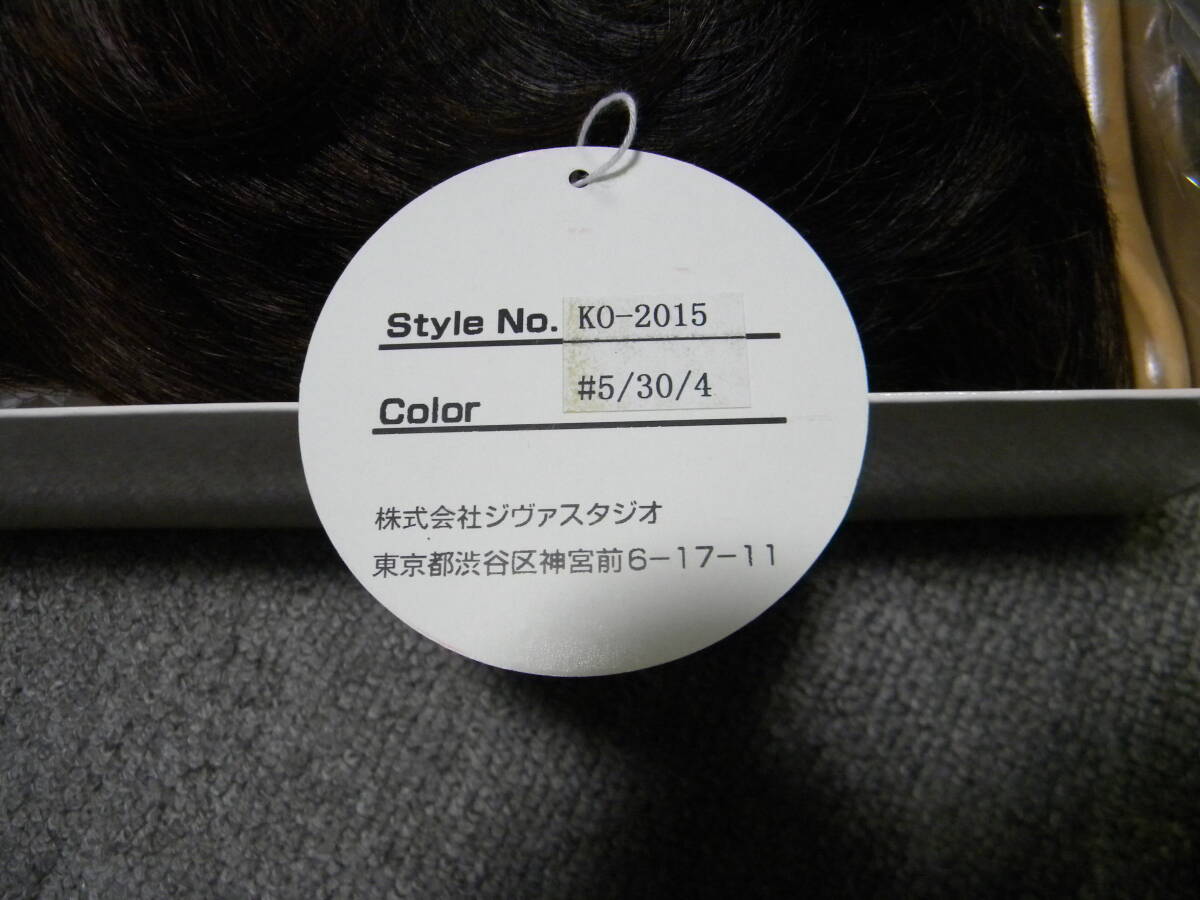 Style No. KO-2015
Color #5/30/4
株式会社ジヴァスタジオ
東京都渋谷区神宮前6-17-11